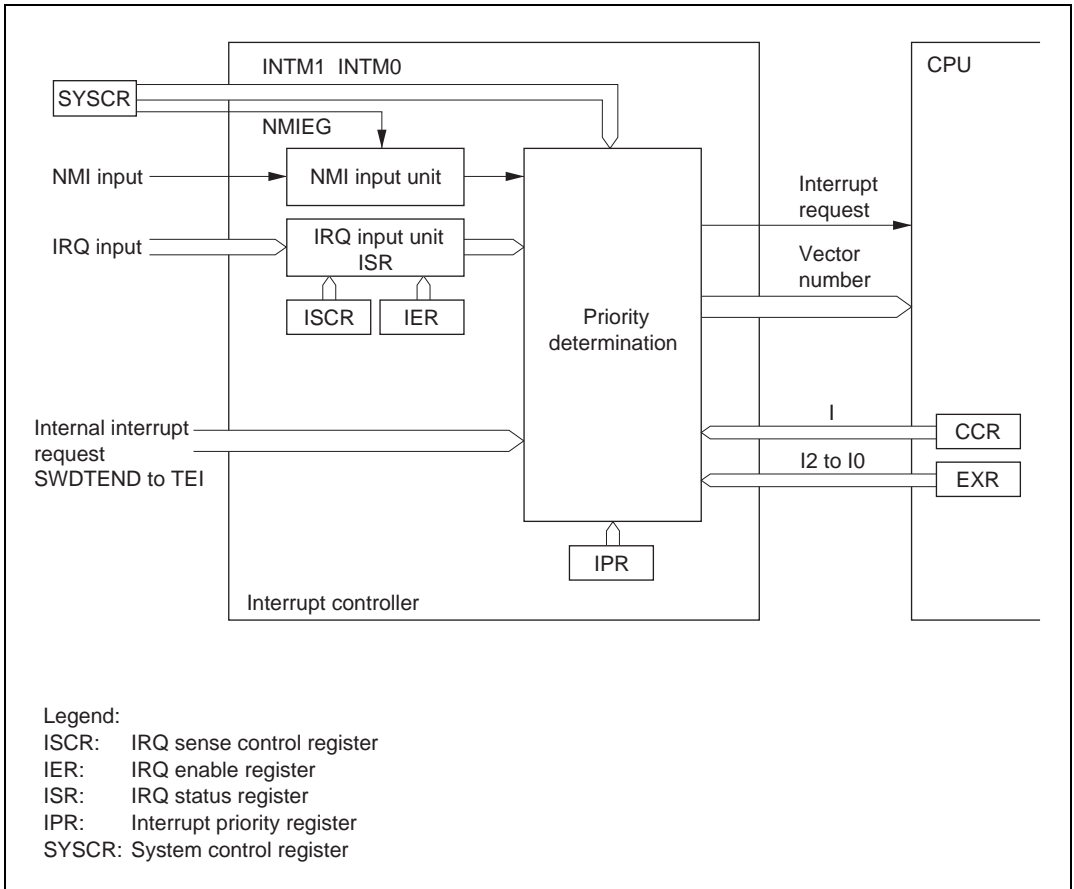 INTM1 INTM0
CPU
SYSCR
NMIEG
NMI input
NMI input unit
Interrupt
request
IRQ input
IRQ input unit
ISR
Vector
number
ISCR
IER
Priority
determination
Internal interrupt
request
SWDTEND to TEI
I
CCR
I2 to I0
EXR
IPR
Interrupt controller
Legend:
ISCR: IRQ sense control register
IER: IRQ enable register
ISR: IRQ status register
IPR: Interrupt priority register
SYSCR: System control register